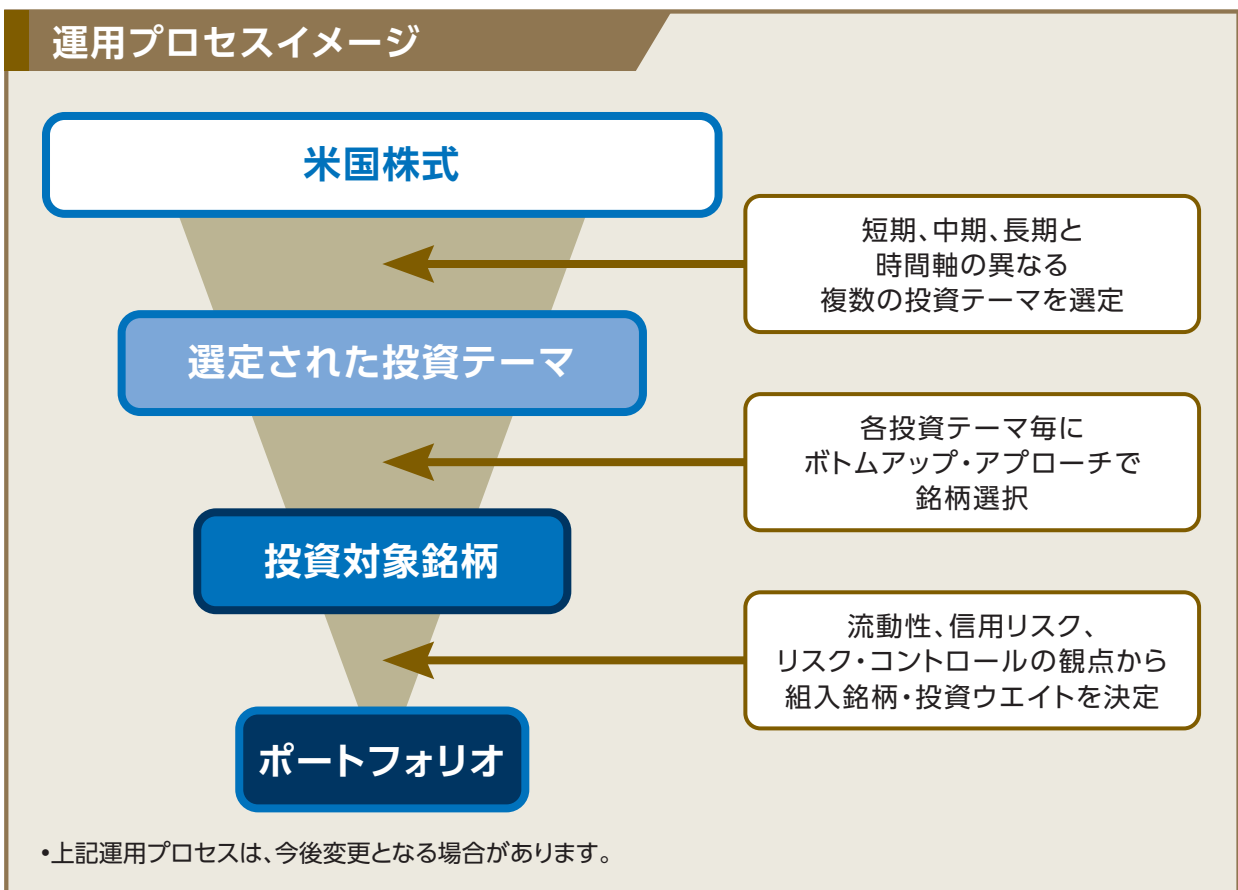 運用プロセスイメージ
米国株式
短期、中期、長期と
時間軸の異なる
複数の投資テーマを選定
選定された投資テーマ
各投資テーマ毎に
ボトムアップ・アプローチで
銘柄選択
投資対象銘柄
流動性、信用リスク、
リスク・コントロールの観点から
組入銘柄・投資ウエイトを決定
ポートフォリオ
•上記運用プロセスは、今後変更となる場合があります。